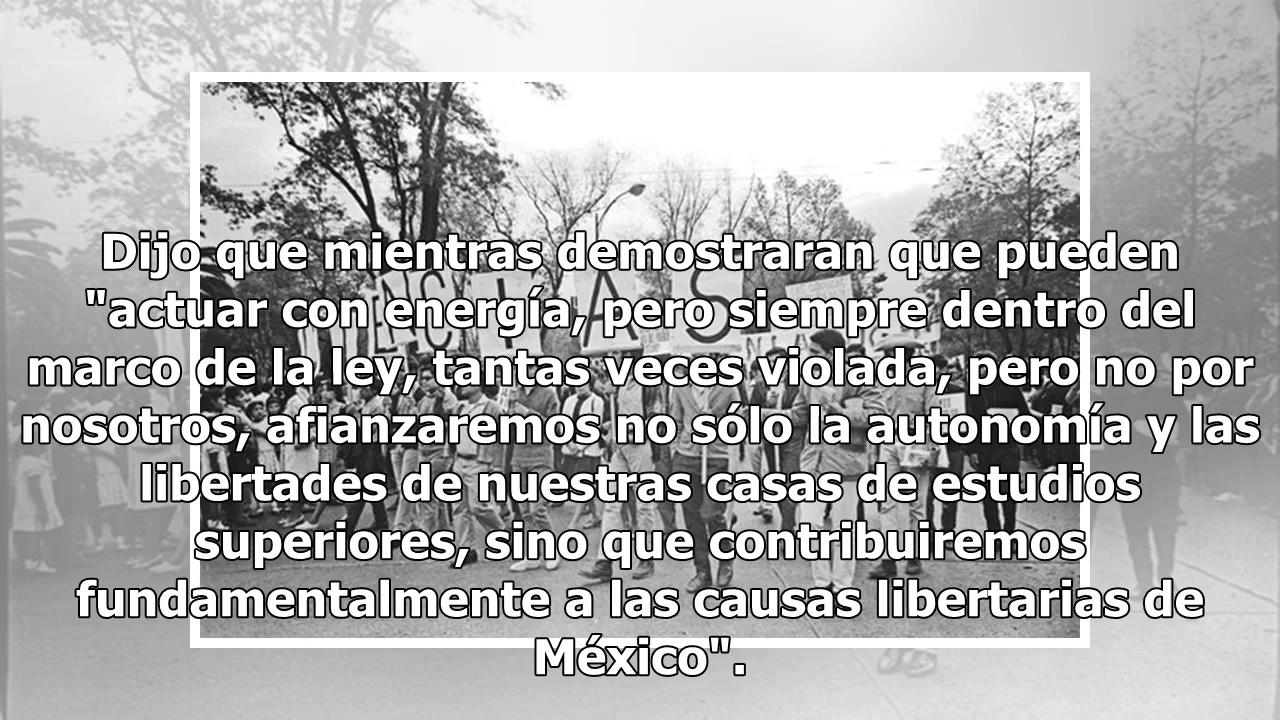 Dijo que mientras demostraran que pueden
"actuar con energía, pero siempre dentro del
marco de la ley, tantas veces violada, pero no por
nosotros, afianzaremos no sólo la autonomía y las
libertades de nuestras casas de estudios
superiores, sino que contribuiremos
fundamentalmente a las causas libertarias de
México".